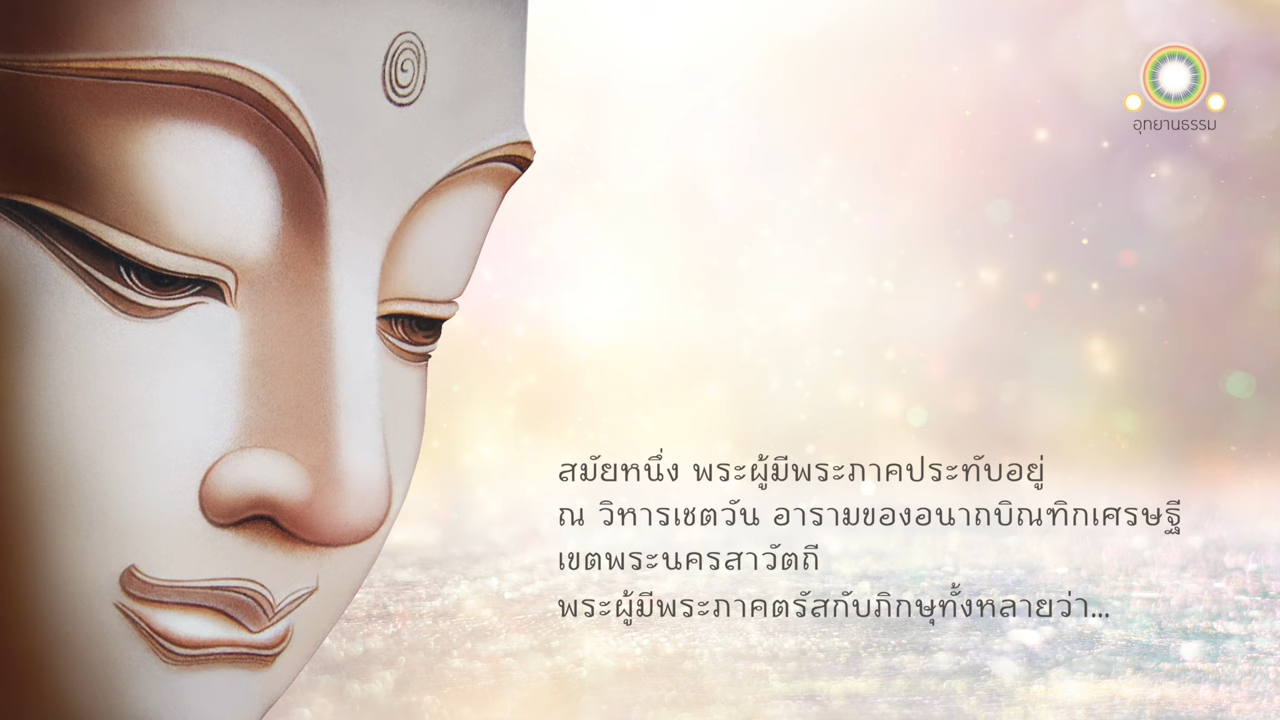 อุทยานธรรม
สมัยหนึ่ง พระผู้มีพระภาคประทับอยู่
ณ วิหารเชตวัน อารามของอนาถบิณฑิกเศรษฐี
เขตพระนครสาวัตถี
พระผู้มีพระภาคตรัสกับภิกษุทั้งหลายว่า...